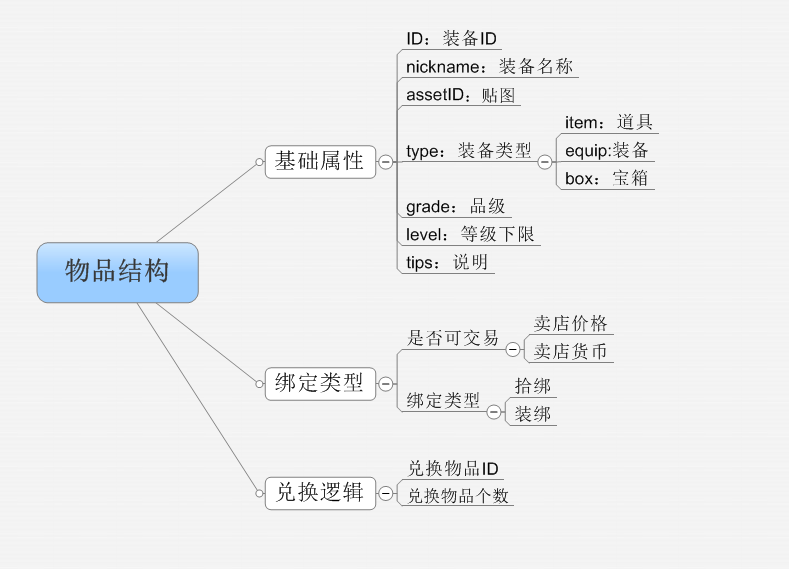 物品结构
基础属性
ID：装备ID
nickname：装备名称
assetID：贴图
type：装备类型
item：道具
equip:装备
box：宝箱
grade：品级
level：等级下限
tips：说明
绑定类型
是否可交易
卖店价格
卖店货币
绑定类型
拾绑
装绑
兑换逻辑
兑换物品ID
兑换物品个数